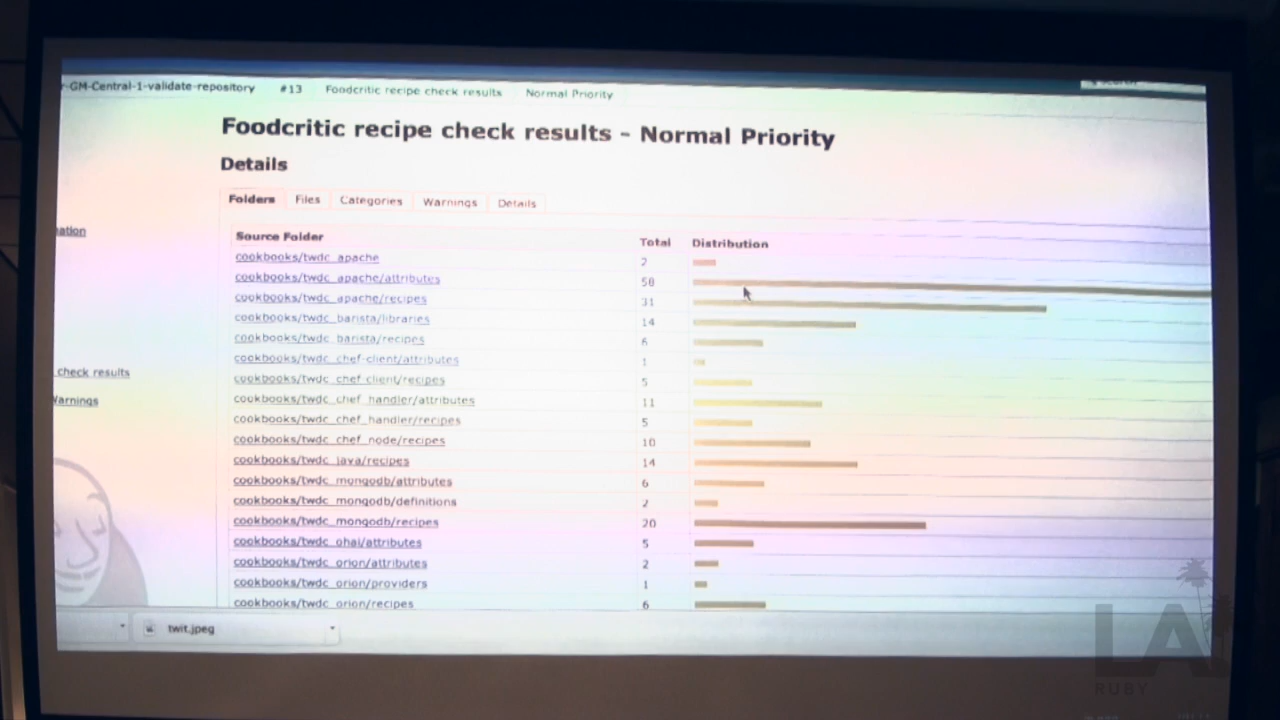 r-GM-Central-1-validate-repository #13 Foodcritic recipe check results Normal Priority
Foodcritic recipe check results - Normal Priority
Details
Folders Files Categories Warnings Details
Source Folder Total Distribution
cookbooks/twdc_apache 2
cookbooks/twdc_apache/attributes 58
cookbooks/twdc_apache/recipes 31
cookbooks/twdc_barista/libraries 14
cookbooks/twdc_barista/recipes 6
cookbooks/twdc_chef-client/attributes 1
cookbooks/twdc_chef-client/recipes 5
cookbooks/twdc_chef_handler/attributes 11
cookbooks/twdc_chef_handler/recipes 5
cookbooks/twdc_chef_node/recipes 10
cookbooks/twdc_java/recipes 14
cookbooks/twdc_mongodb/attributes 6
cookbooks/twdc_mongodb/definitions 2
cookbooks/twdc_mongodb/recipes 20
cookbooks/twdc_ohai/attributes 5
cookbooks/twdc_orion/attributes 2
cookbooks/twdc_orion/providers 1
cookbooks/twdc_orion/recipes 6
ation
check results
Warnings
twit.jpeg
LA
RUBY